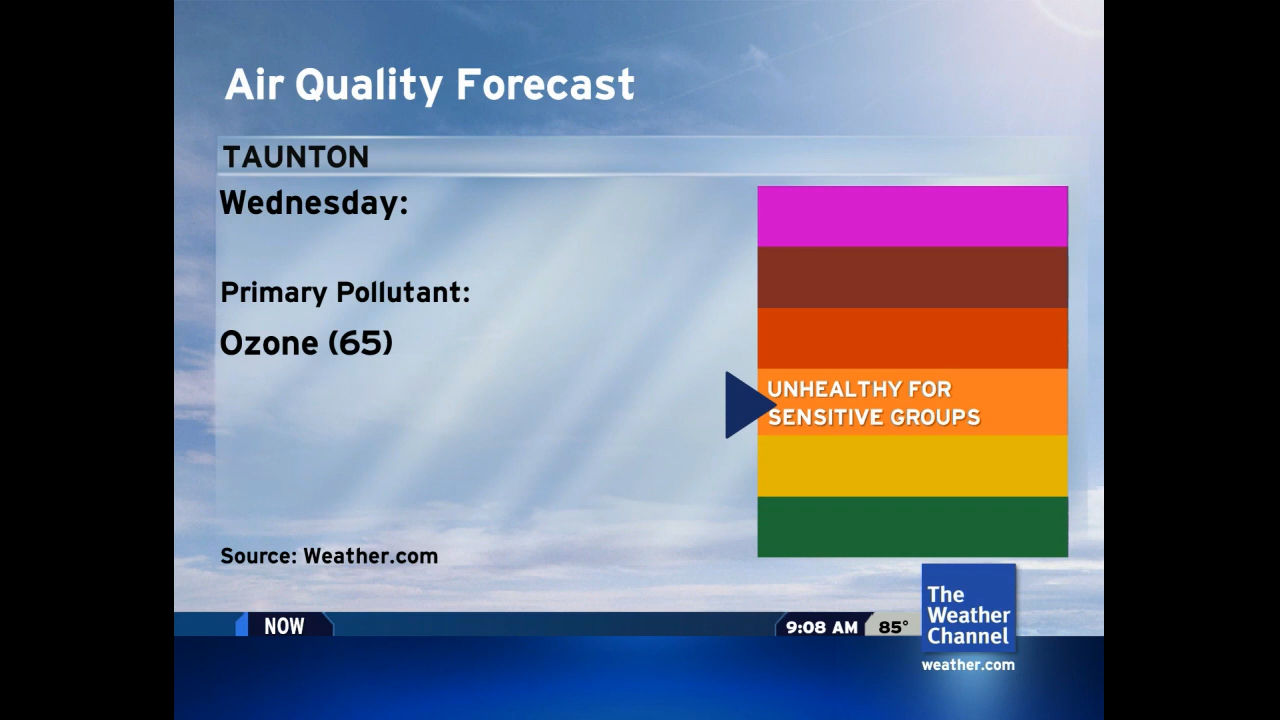 Air Quality Forecast
TAUNTON
Wednesday:
Primary Pollutant:
Ozone (65)
UNHEALTHY FOR
SENSITIVE GROUPS
Source: Weather.com
NOW
9:08 AM 85°
The
Weather
Channel
weather.com